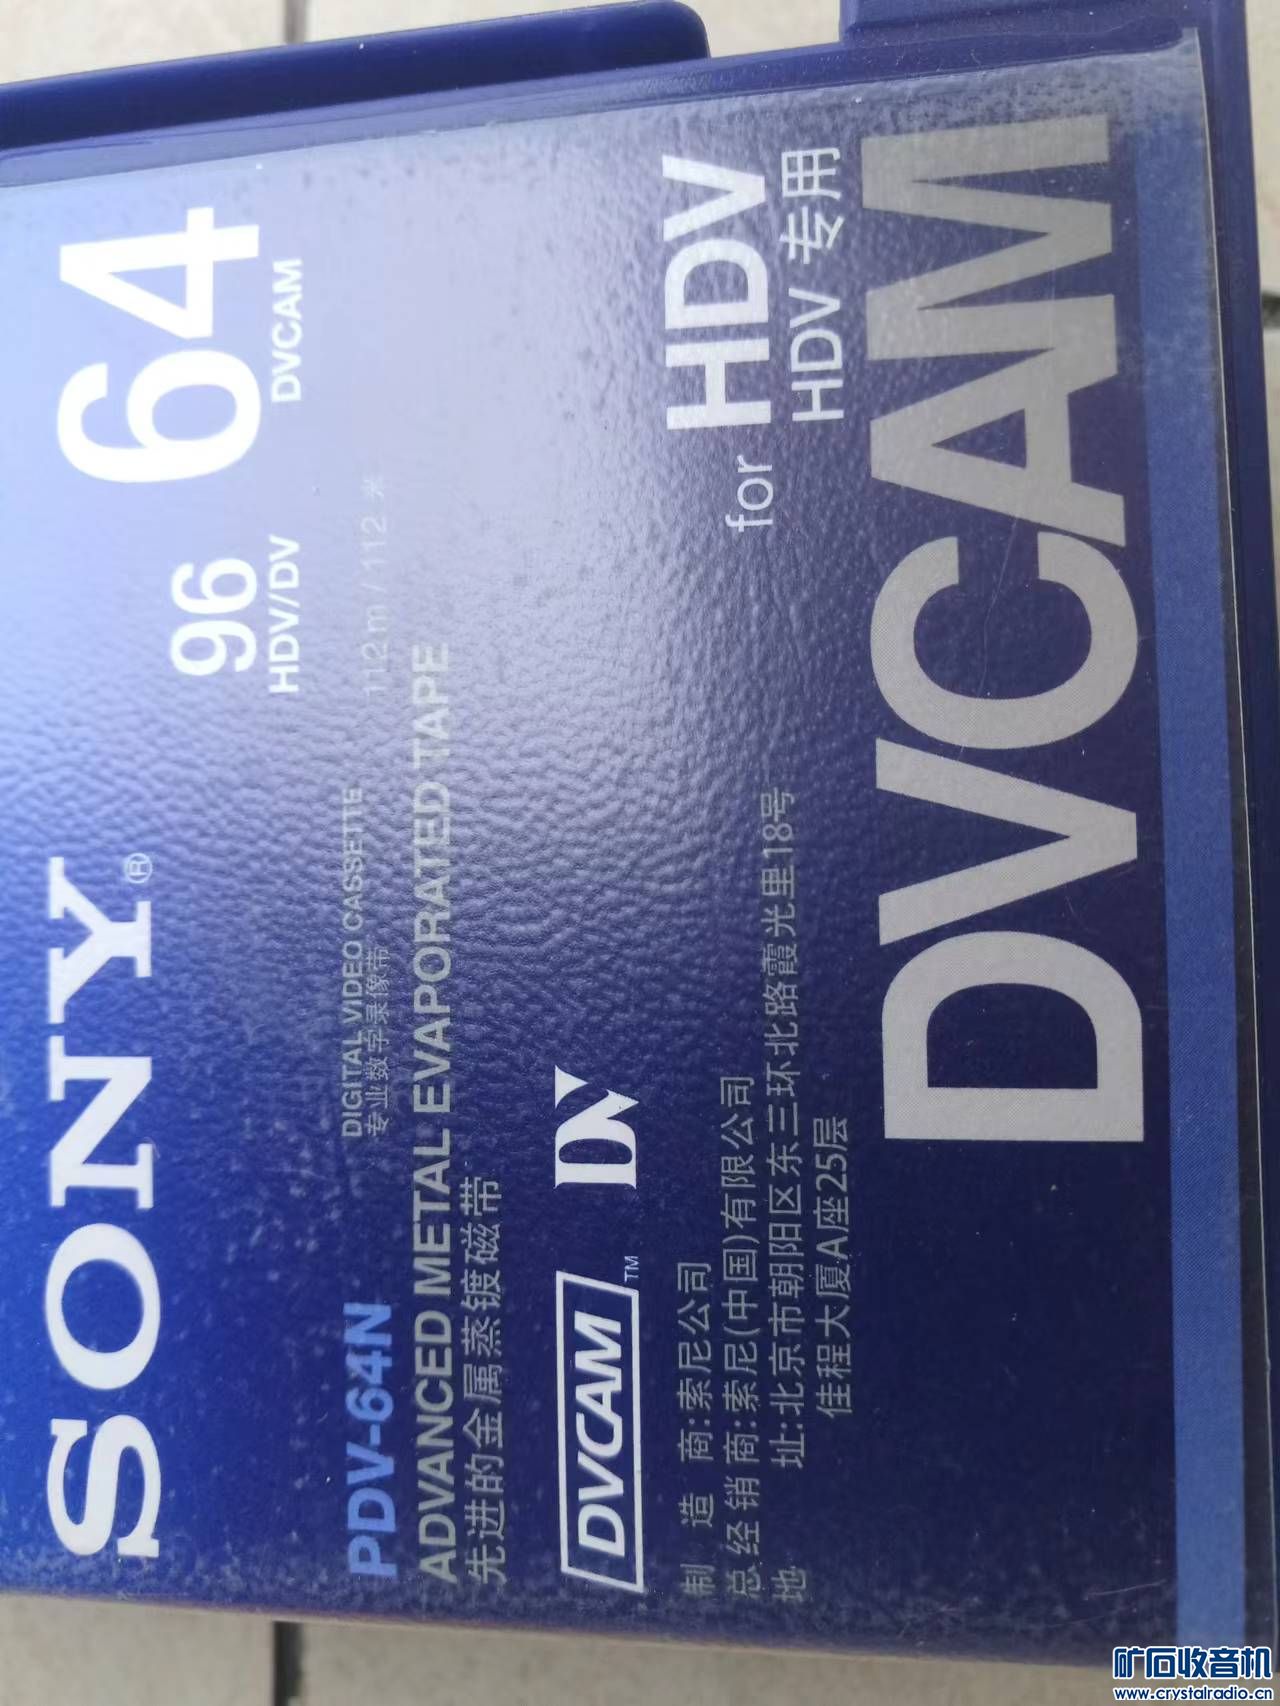 SONY®
96
HDV/DV
64
DVCAM
PDV-64N
DIGITAL VIDEO CASSETTE
专业数字录像带
112m/112 米
ADVANCED METAL EVAPORATED TAPE
先进的金属蒸镀磁带
DVCAM™
DV
for HDV
HDV 专用
制 造 商:索尼公司
总经销商:索尼(中国)有限公司
地 址:北京市朝阳区东三环北路霞光里18号
佳程大厦A座25层
DVCAM
矿石收音机
www.crystalradio.cn